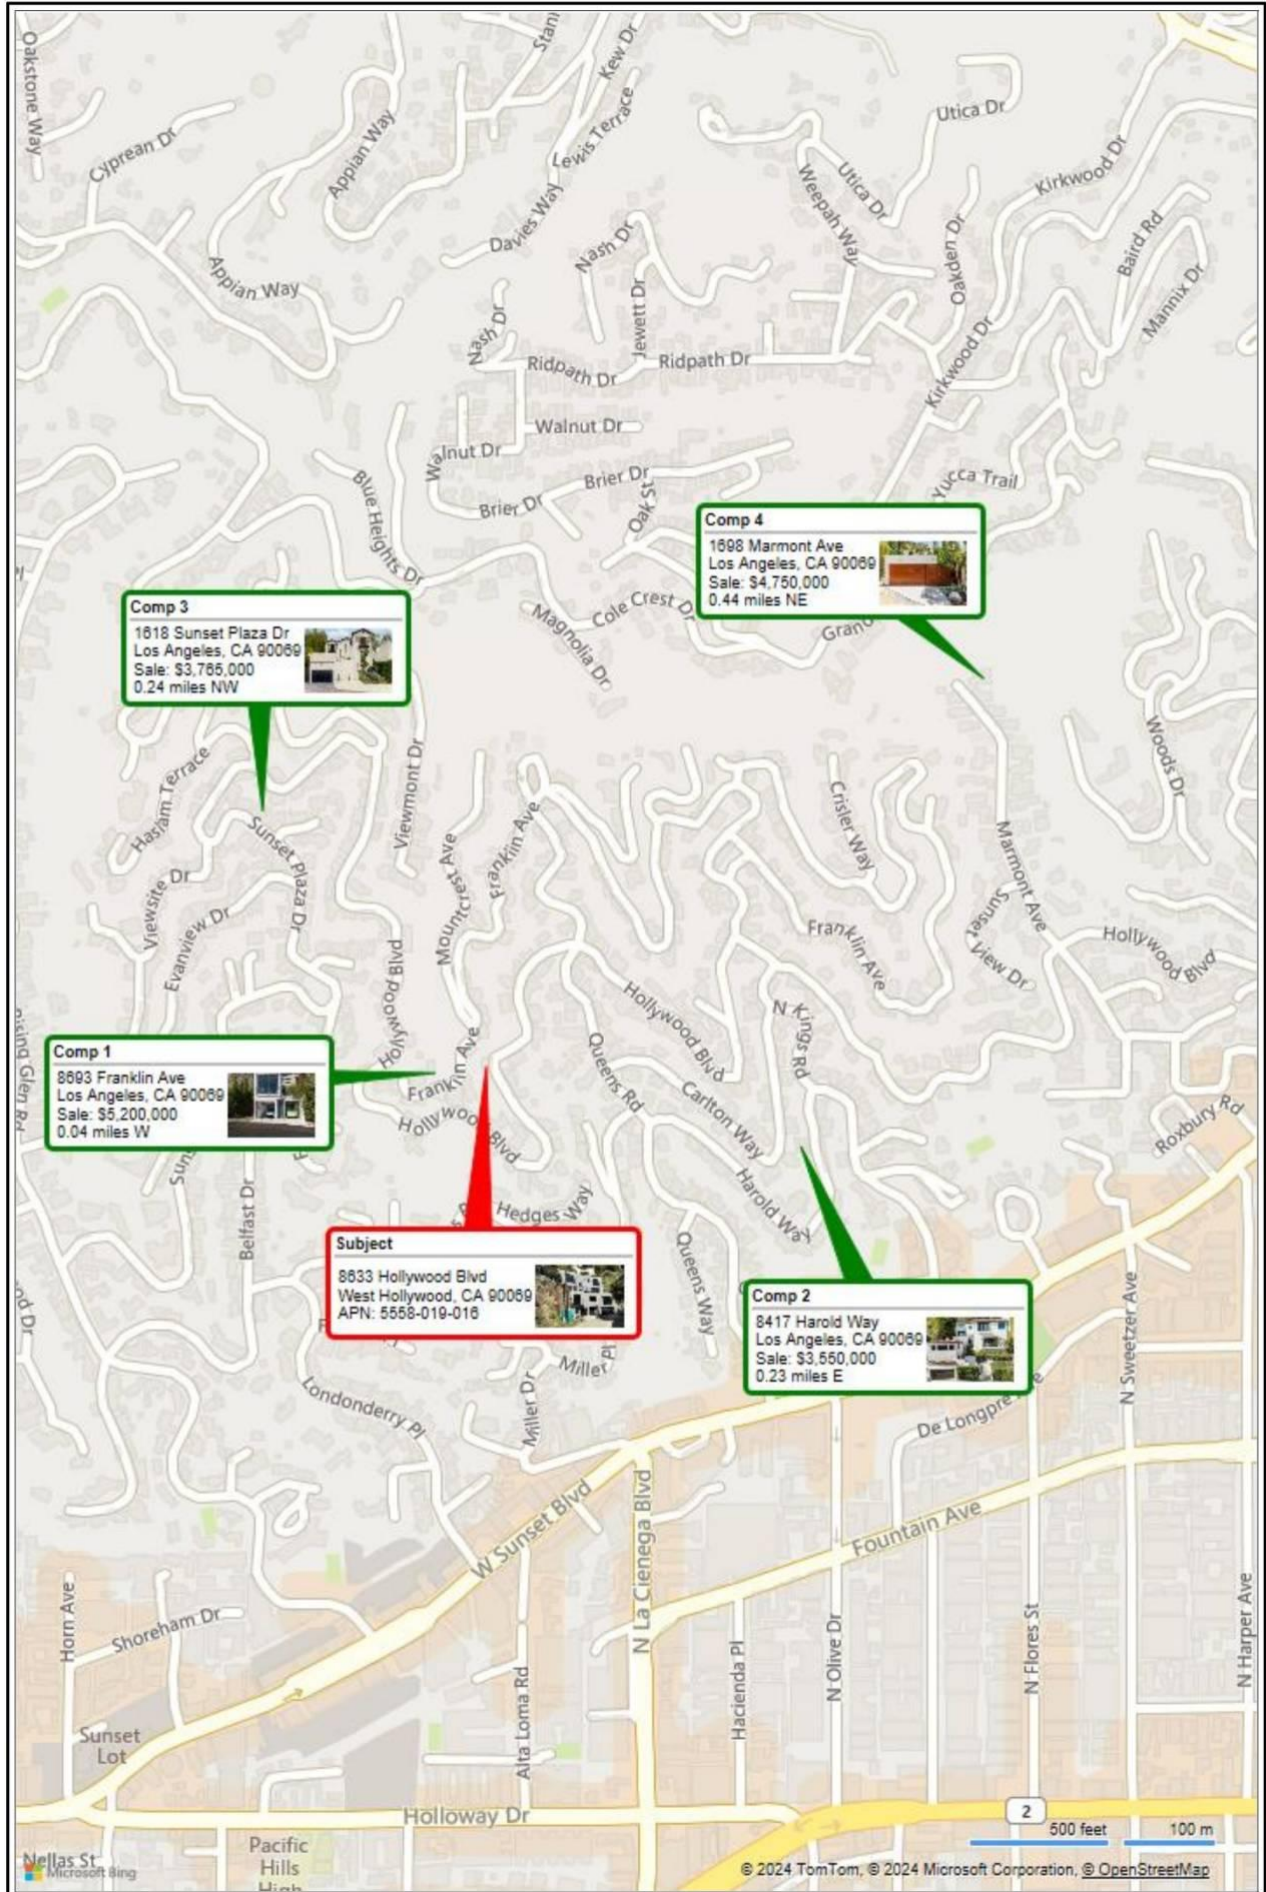 Oakstone Way
Cyprean Dr
Appian Way
Stani
Kew Dr
Lewis Terrace
Davies Way
Nash Dr
Utica Dr
Utica Dr
Weepah Way
Kirkwood Dr
Oakden Dr
Baird Rd
Mannix Dr
Appian Way
Nash Dr
Jewett Dr
Ridpath Dr
Ridpath Dr
Kirkwood Dr
Walnut Dr
Walnut Dr
Brier Dr
Brier Dr
Oak St
Blue Heights Dr
Yucca Trail
Comp 4
1698 Marmont Ave
Los Angeles, CA 90069
Sale: $4,750,000
0.44 miles NE
Comp 3
1618 Sunset Plaza Dr
Los Angeles, CA 90069
Sale: $3,765,000
0.24 miles NW
Magnolia Dr
Cole Crest Dr
Grand
Woods Dr
Haslam Terrace
Viewmont Dr
Sunset Plaza Dr
Viewsite Dr
Evanview Dr
Mountcrest Ave
Franklin Ave
Crisler Way
Marmont Ave
Sunset
View Dr
Franklin Ave
Hollywood Blvd
Hollywood Blvd
Hollywood Blvd
N Kings Rd
Queens Rd
Carlton Way
Harold Way
Roxbury Rd
ising Glen Rd
Comp 1
8693 Franklin Ave
Los Angeles, CA 90069
Sale: $5,200,000
0.04 miles W
Franklin Ave
Hollywood Blvd
Suns
Belfast Dr
Hedges Way
Queens Way
Subject
8633 Hollywood Blvd
West Hollywood, CA 90069
APN: 5558-019-016
Comp 2
8417 Harold Way
Los Angeles, CA 90069
Sale: $3,550,000
0.23 miles E
od Dr
Miller Pl
Miller Dr
Londonderry Pl
De Longpre Ave
N Sweetzer Ave
W Sunset Blvd
N La Cienega Blvd
Fountain Ave
Horn Ave
Shoreham Dr
Alta Loma Rd
Hacienda Pl
N Olive Dr
N Flores St
N Harper Ave
Sunset
Lot
Holloway Dr
2
500 feet
100 m
Pacific
Hills
High
Nellas St
Microsoft Bing
© 2024 TomTom, © 2024 Microsoft Corporation, © OpenStreetMap